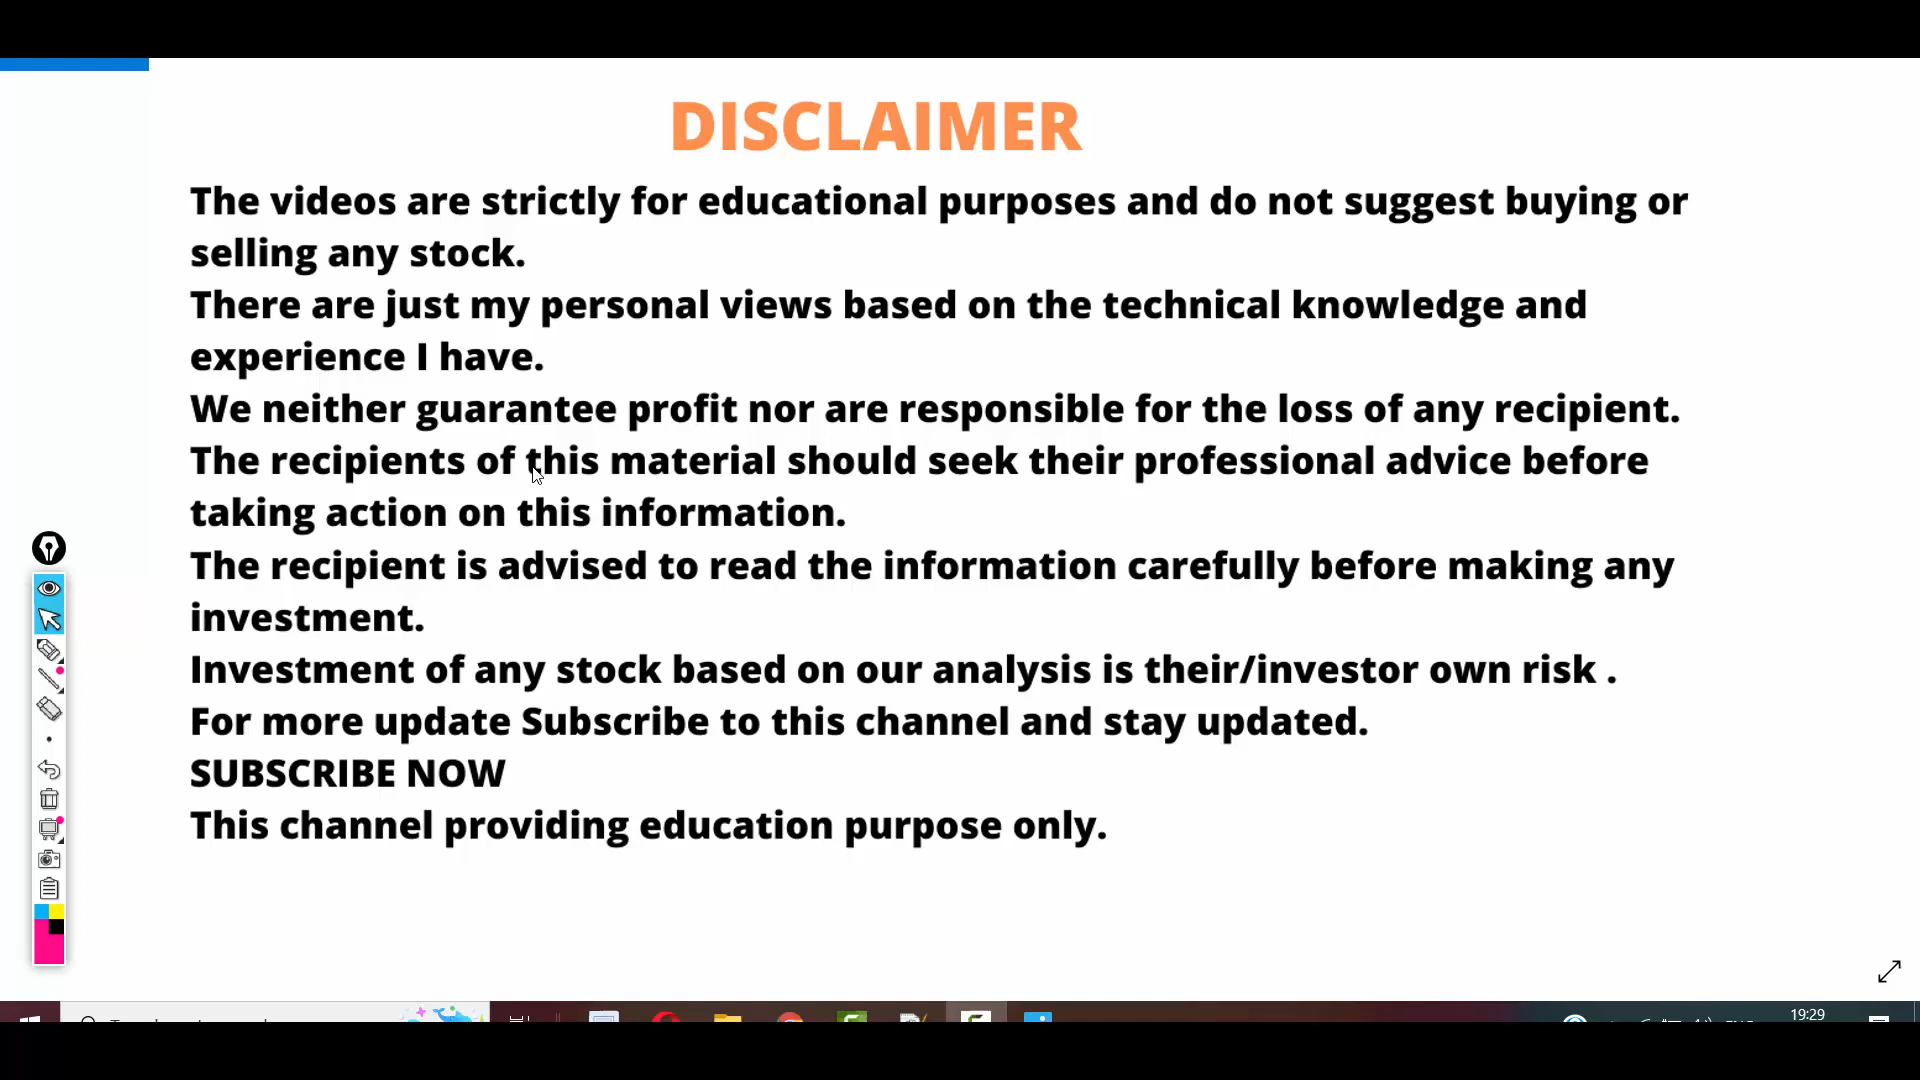 DISCLAIMER
The videos are strictly for educational purposes and do not suggest buying or
selling any stock.
There are just my personal views based on the technical knowledge and
experience I have.
We neither guarantee profit nor are responsible for the loss of any recipient.
The recipients of this material should seek their professional advice before
taking action on this information.
The recipient is advised to read the information carefully before making any
investment.
Investment of any stock based on our analysis is their/investor own risk .
For more update Subscribe to this channel and stay updated.
SUBSCRIBE NOW
This channel providing education purpose only.
19:29